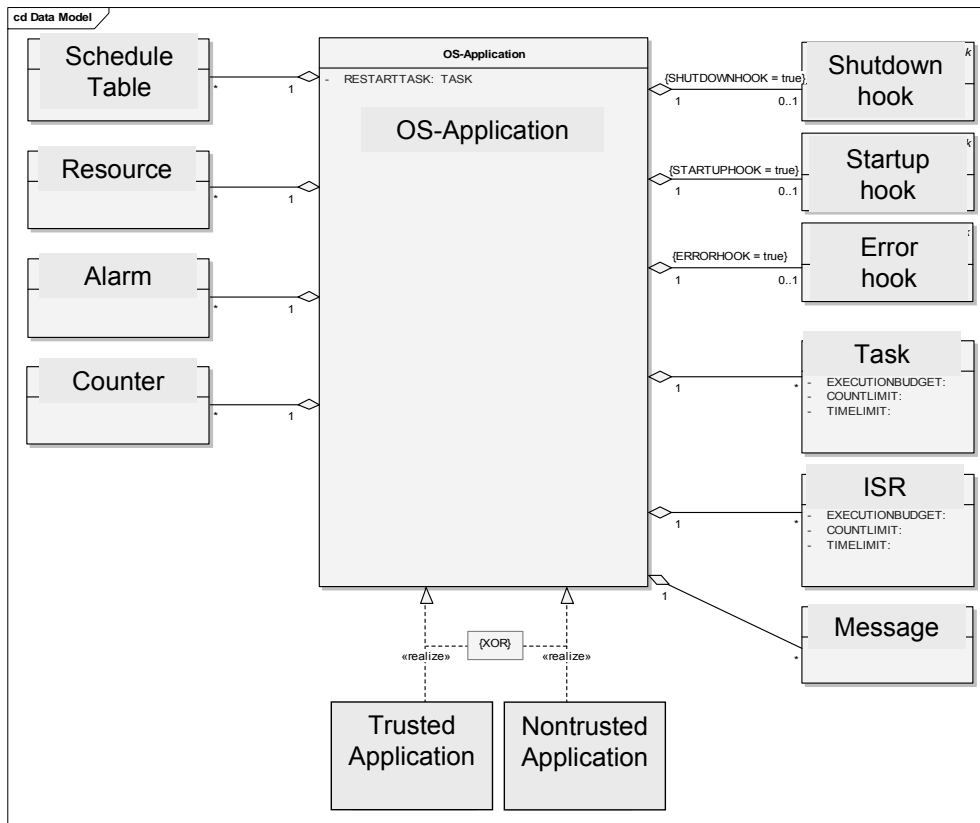 cd Data Model
Schedule
Table
*
1
Resource
*
1
Alarm
*
1
Counter
*
1
OS-Application
- RESTARTTASK: TASK
OS-Application
{SHUTDOWNHOOK = true}
1
0..1
Shutdown
hook
{STARTUPHOOK = true}
1
0..1
Startup
hook
{ERRORHOOK = true}
1
0..1
Error
hook
1
*
Task
- EXECUTIONBUDGET:
- COUNTLIMIT:
- TIMELIMIT:
1
*
ISR
- EXECUTIONBUDGET:
- COUNTLIMIT:
- TIMELIMIT:
1
*
Message
«realize»
{XOR}
«realize»
Trusted
Application
Nontrusted
Application